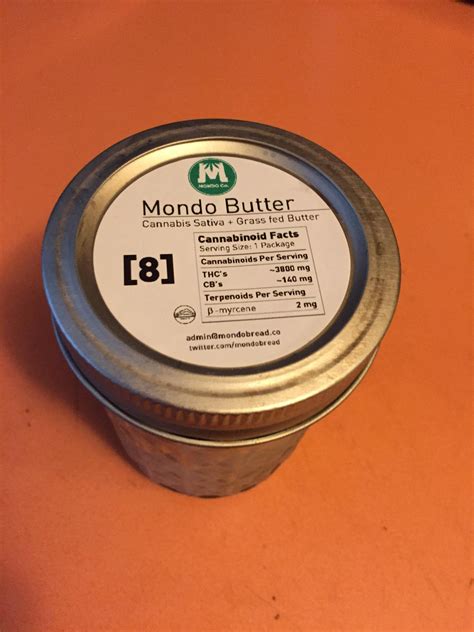 M
MONDO Co.
Mondo Butter
Cannabis Sativa + Grass fed Butter
[8]
Cannabinoid Facts
Serving Size: 1 Package
Cannabinoids Per Serving
THC's ~3800 mg
CB's ~140 mg
Terpenoids Per Serving
β-myrcene 2 mg
admin@mondobread.co
twitter.com/mondobread